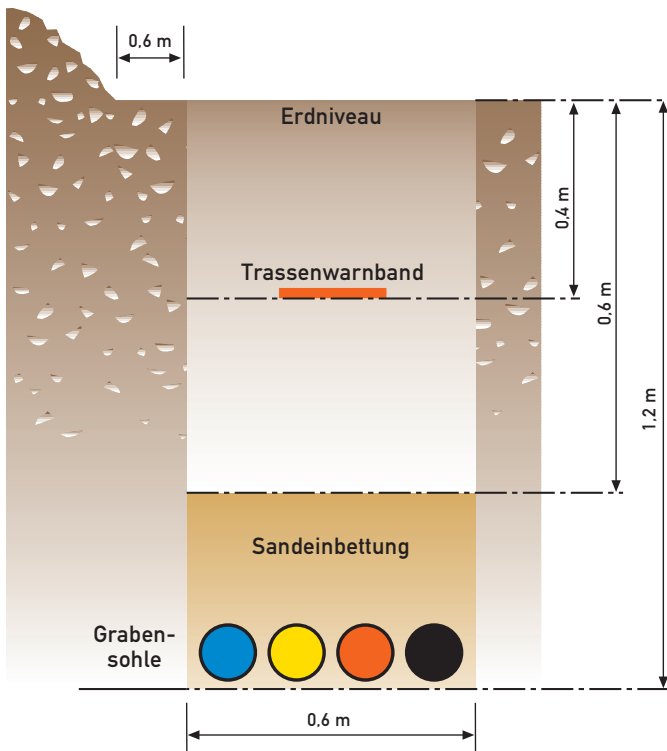 0,6 m
Erdniveau
0,4 m
Trassenwarnband
0,6 m
1,2 m
Sandeinbettung
Graben-
sohle
0,6 m